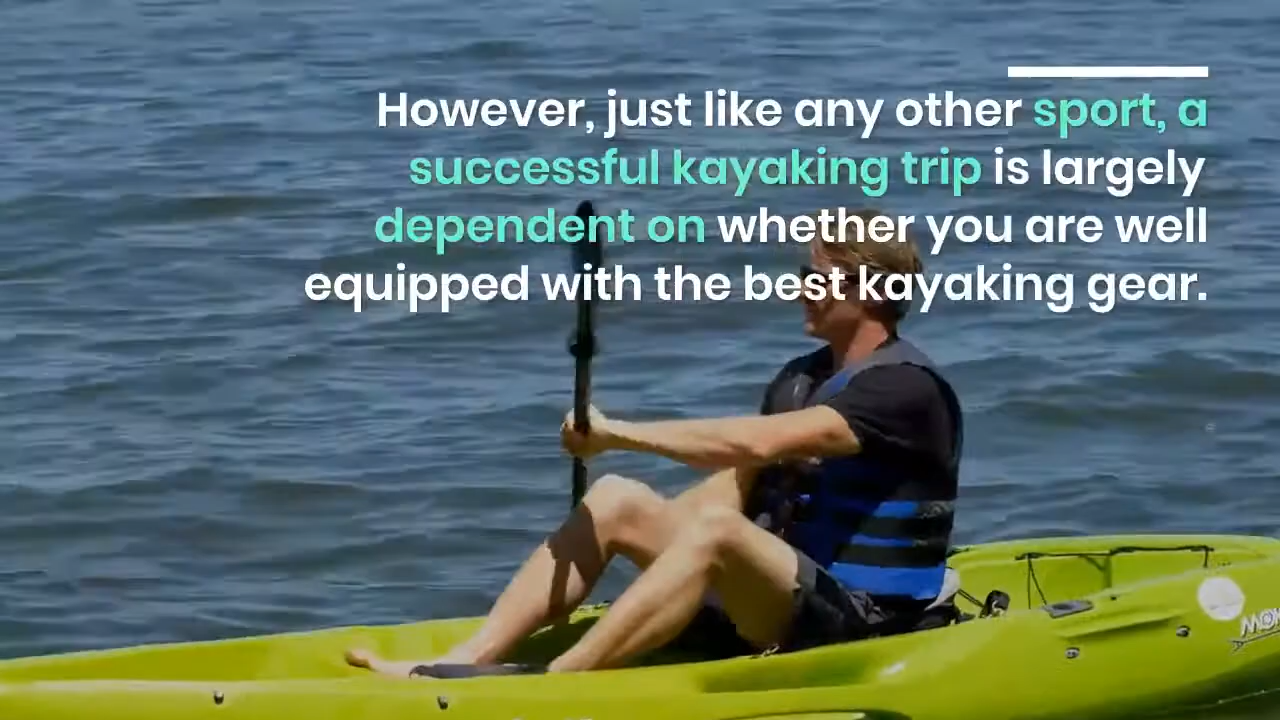 However, just like any other sport, a
successful kayaking trip is largely
dependent on whether you are well
equipped with the best kayaking gear.